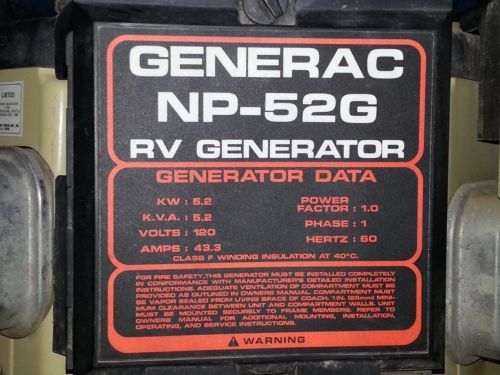 GENERAC
NP-52G
RV GENERATOR
GENERATOR DATA
KW : 5.2
K.V.A. : 5.2
VOLTS : 120
AMPS : 43.3
POWER
FACTOR : 1.0
PHASE : 1
HERTZ : 60
CLASS F WINDING INSULATION AT 40°C.
FOR FIRE SAFETY, THIS GENERATOR MUST BE INSTALLED COMPLETELY
IN CONFORMANCE WITH MANUFACTURER'S DETAILED INSTALLATION
INSTRUCTIONS. ADEQUATE VENTILATION OF COMPARTMENT MUST BE
PROVIDED AS OUTLINED IN OWNERS MANUAL. COMPARTMENT MUST
BE VAPOR SEALED FROM LIVING SPACE OF COACH. 1 IN. (25mm) MINI-
MUM CLEARANCE BETWEEN UNIT AND COMPARTMENT WALLS. UNIT
MUST BE MOUNTED SECURELY TO FRAME MEMBERS. REFER TO
OWNERS MANUAL FOR ADDITIONAL MOUNTING, INSTALLATION,
OPERATING, AND SERVICE INSTRUCTIONS.
WARNING
LISTED